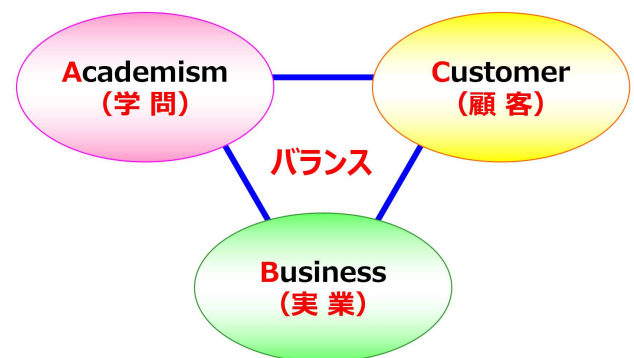 Academism
（学 問）
Customer
（顧 客）
バランス
Business
（実 業）